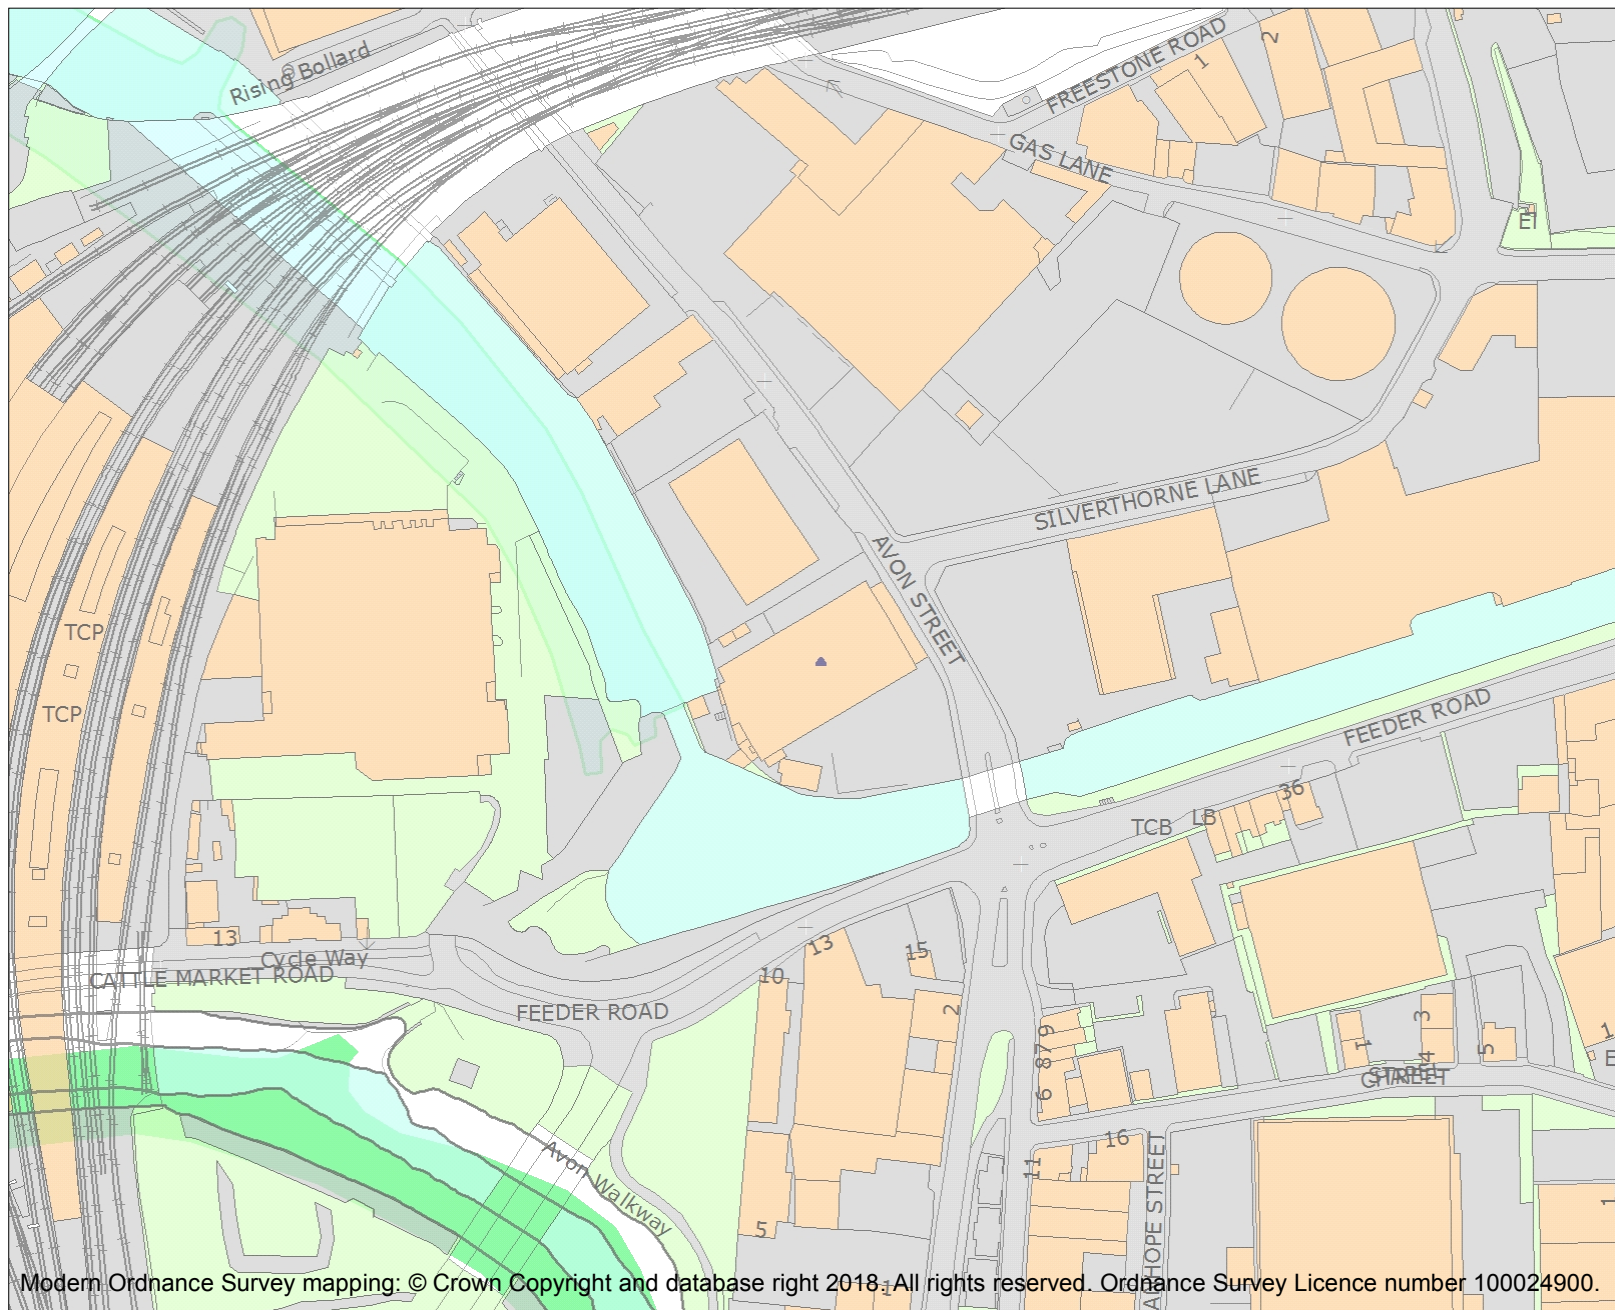 Rising Bollard
FREESTONE ROAD
1
2
GAS LANE
El
SILVERTHORNE LANE
AVON STREET
TCP
TCP
FEEDER ROAD
36
LB
TCB
13
Cycle Way
CATTLE MARKET ROAD
FEEDER ROAD
10
13
15
2
9
7
8
6
1
3
4
5
CHAPEL
STREET
16
11
Avon Walkway
5
1
Modern Ordnance Survey mapping: © Crown Copyright and database right 2018. All rights reserved. Ordnance Survey Licence number 100024900.